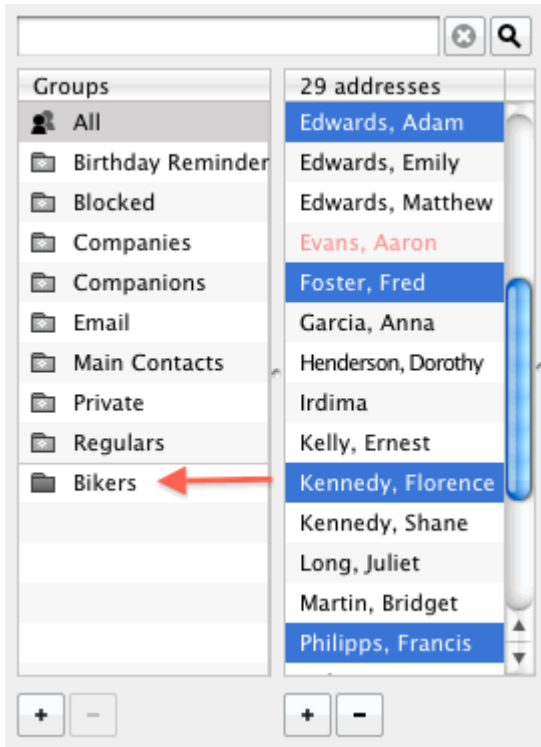 Groups
All
Birthday Reminder
Blocked
Companies
Companions
Email
Main Contacts
Private
Regulars
Bikers
29 addresses
Edwards, Adam
Edwards, Emily
Edwards, Matthew
Evans, Aaron
Foster, Fred
Garcia, Anna
Henderson, Dorothy
Irdima
Kelly, Ernest
Kennedy, Florence
Kennedy, Shane
Long, Juliet
Martin, Bridget
Philipps, Francis